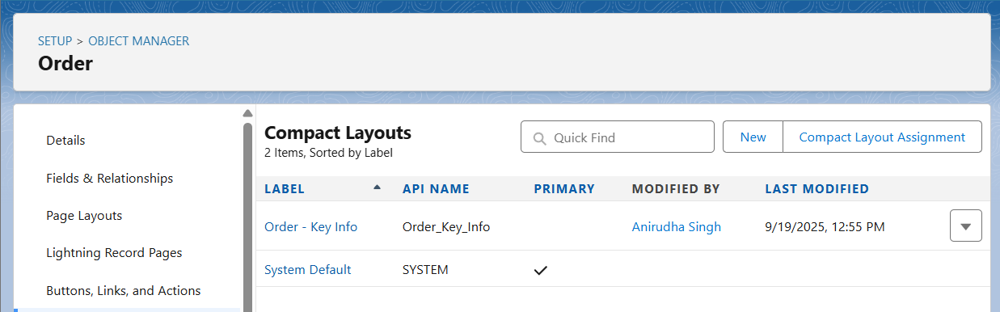 SETUP > OBJECT MANAGER
Order
Details
Fields & Relationships
Page Layouts
Lightning Record Pages
Buttons, Links, and Actions
Compact Layouts
2 Items, Sorted by Label
Quick Find
New
Compact Layout Assignment
LABEL API NAME PRIMARY MODIFIED BY LAST MODIFIED
Order - Key Info Order_Key_Info Anirudha Singh 9/19/2025, 12:55 PM
System Default SYSTEM